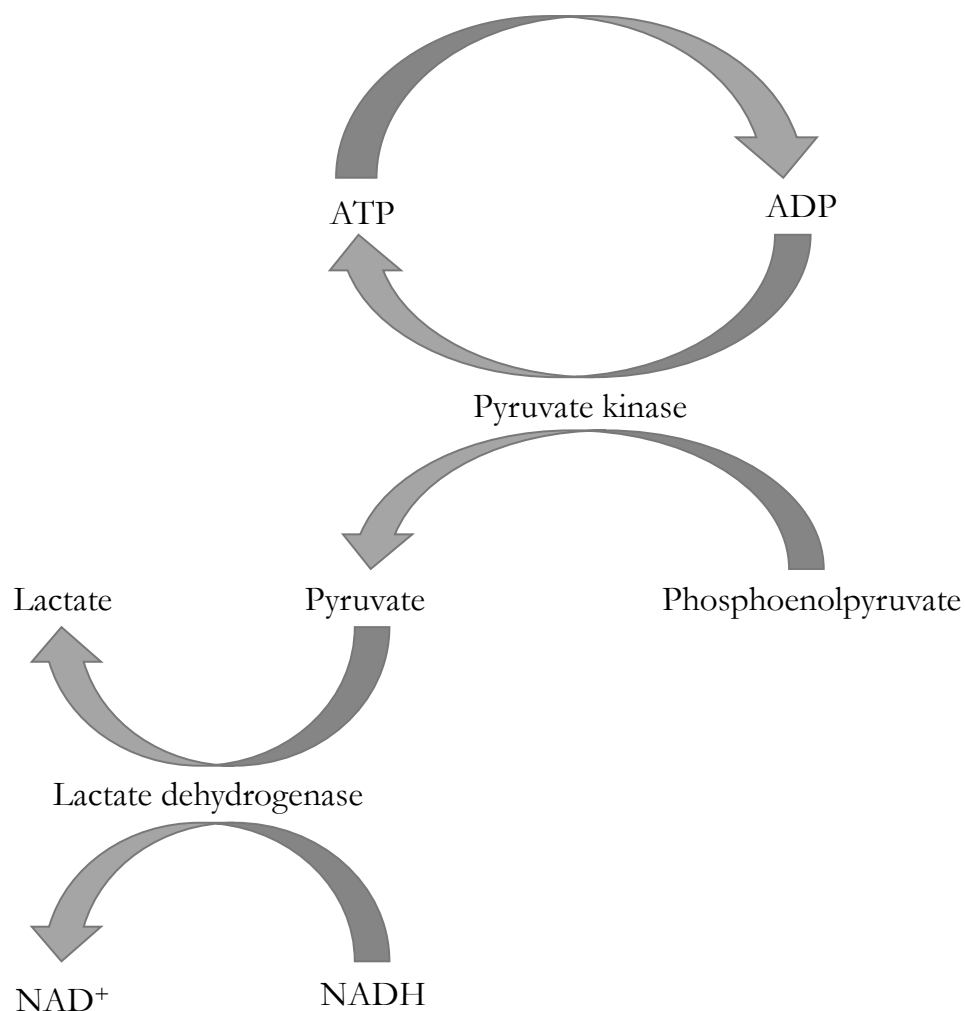 ATP
ADP
Pyruvate kinase
Lactate
Pyruvate
Phosphoenolpyruvate
Lactate dehydrogenase
NAD⁺
NADH